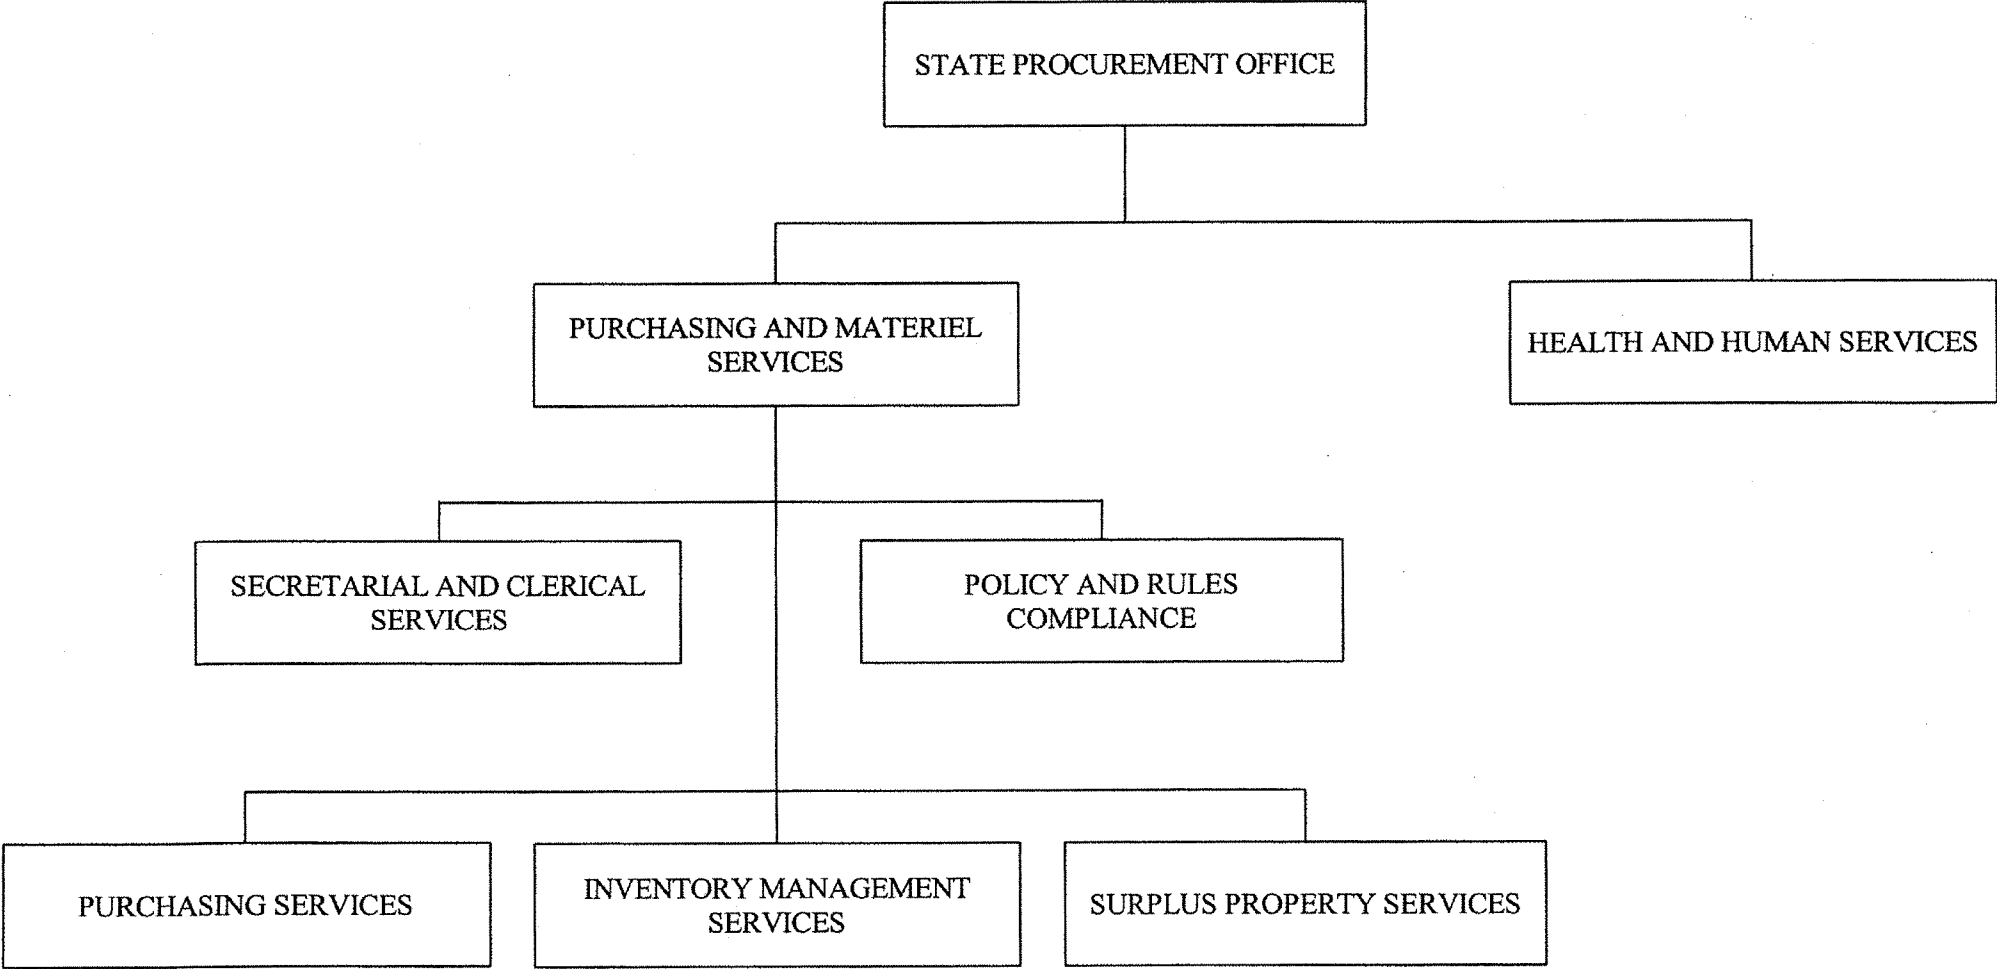 STATE PROCUREMENT OFFICE
PURCHASING AND MATERIEL
SERVICES
HEALTH AND HUMAN SERVICES
SECRETARIAL AND CLERICAL
SERVICES
POLICY AND RULES
COMPLIANCE
PURCHASING SERVICES
INVENTORY MANAGEMENT
SERVICES
SURPLUS PROPERTY SERVICES